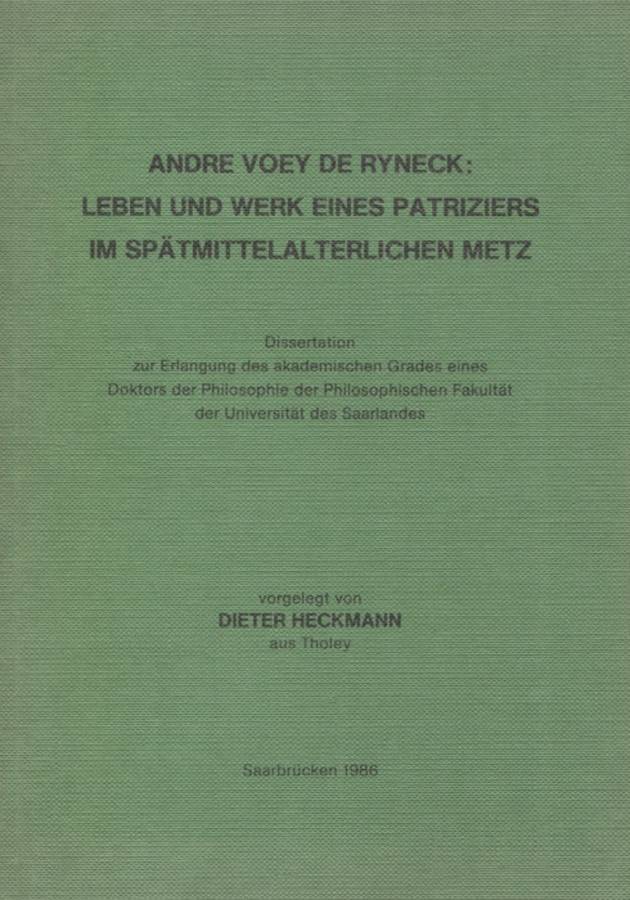 ANDRE VOEY DE RYNECK:
LEBEN UND WERK EINES PATRIZIERS
IM SPÄTMITTELALTERLICHEN METZ
Dissertation
zur Erlangung des akademischen Grades eines
Doktors der Philosophie der Philosophischen Fakultät
der Universität des Saarlandes
vorgelegt von
DIETER HECKMANN
aus Tholey
Saarbrücken 1986